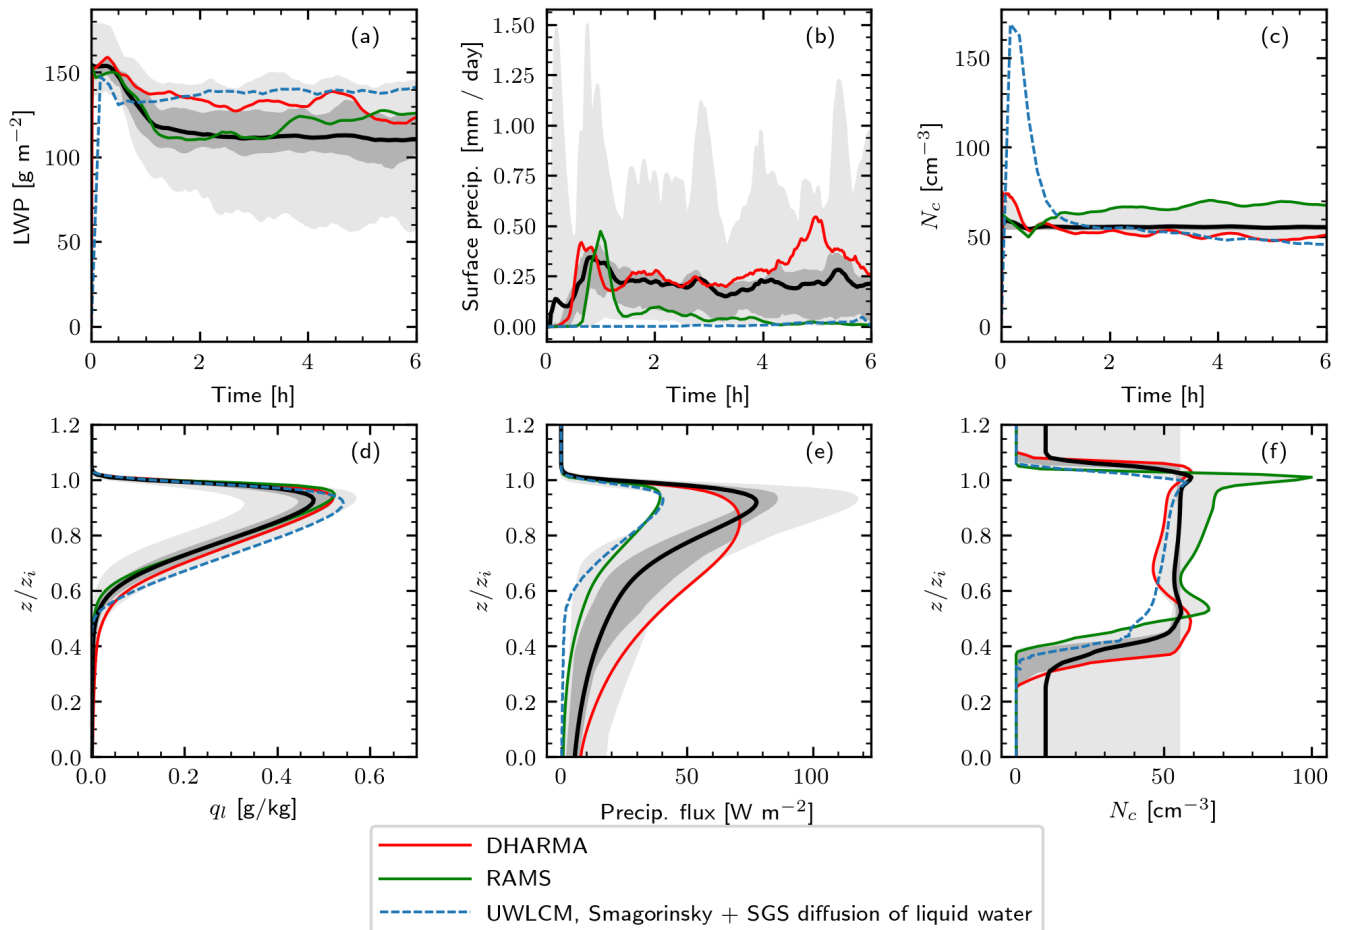 (a)
150
100
50
0
LWP [g m⁻²]
0 2 4 6
Time [h]
(b)
1.50
1.25
1.00
0.75
0.50
0.25
0.00
Surface precip. [mm / day]
0 2 4 6
Time [h]
(c)
150
100
50
0
N_c [cm⁻³]
0 2 4 6
Time [h]
(d)
1.2
1.0
0.8
0.6
0.4
0.2
0.0
z/z_i
0.0 0.2 0.4 0.6
q_l [g/kg]
(e)
1.2
1.0
0.8
0.6
0.4
0.2
0.0
z/z_i
0 50 100
Precip. flux [W m⁻²]
(f)
1.2
1.0
0.8
0.6
0.4
0.2
0.0
z/z_i
0 50 100
N_c [cm⁻³]
DHARMA
RAMS
UWLCM, Smagorinsky + SGS diffusion of liquid water